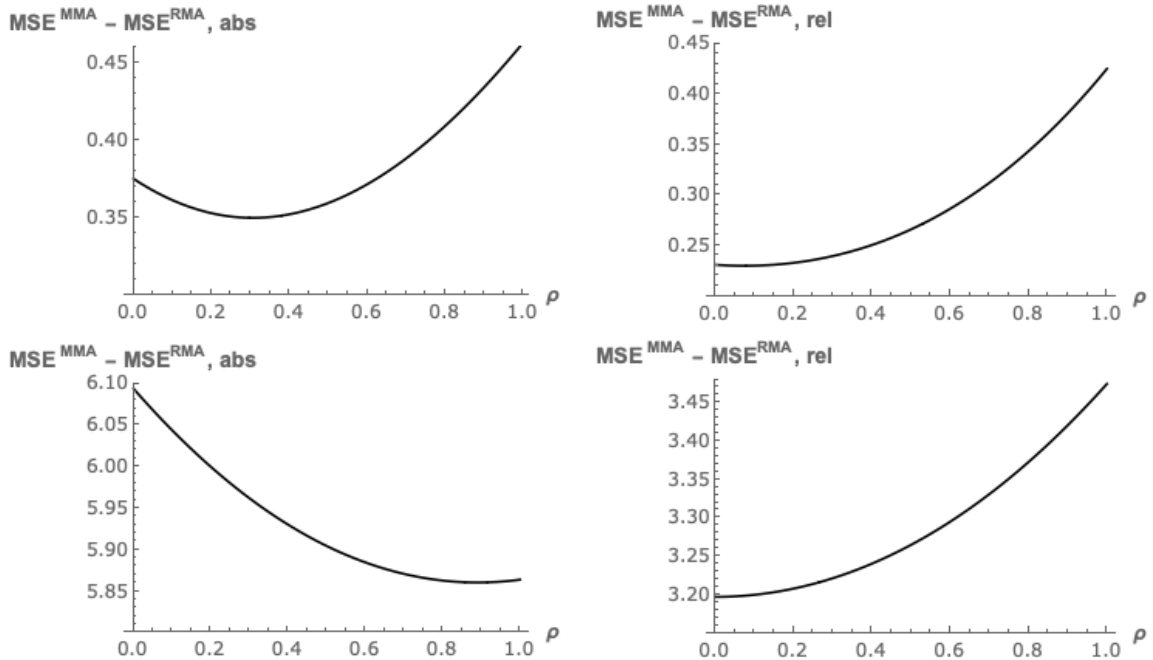 MSE^MMA – MSE^RMA, abs
0.45
0.40
0.35
0.0 0.2 0.4 0.6 0.8 1.0 ρ
MSE^MMA – MSE^RMA, rel
0.45
0.40
0.35
0.30
0.25
0.0 0.2 0.4 0.6 0.8 1.0 ρ
MSE^MMA – MSE^RMA, abs
6.10
6.05
6.00
5.95
5.90
5.85
0.0 0.2 0.4 0.6 0.8 1.0 ρ
MSE^MMA – MSE^RMA, rel
3.45
3.40
3.35
3.30
3.25
3.20
0.0 0.2 0.4 0.6 0.8 1.0 ρ